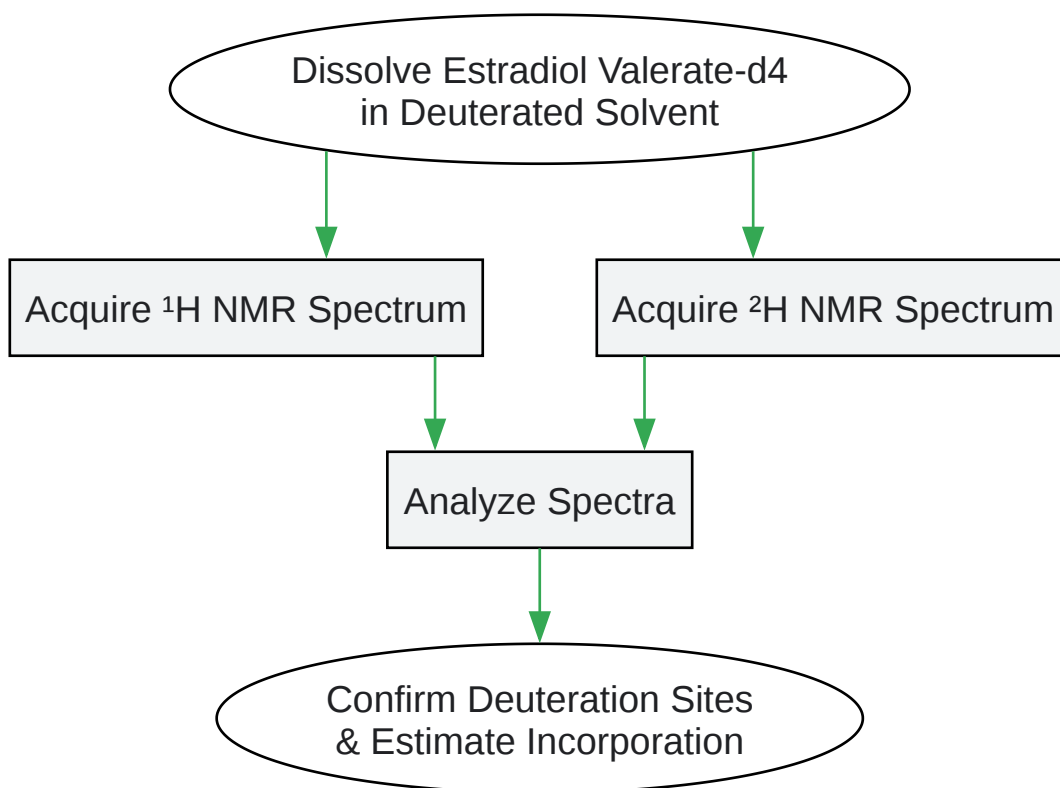 Dissolve Estradiol Valerate-d4
in Deuterated Solvent
Acquire ¹H NMR Spectrum
Acquire ²H NMR Spectrum
Analyze Spectra
Confirm Deuteration Sites
& Estimate Incorporation